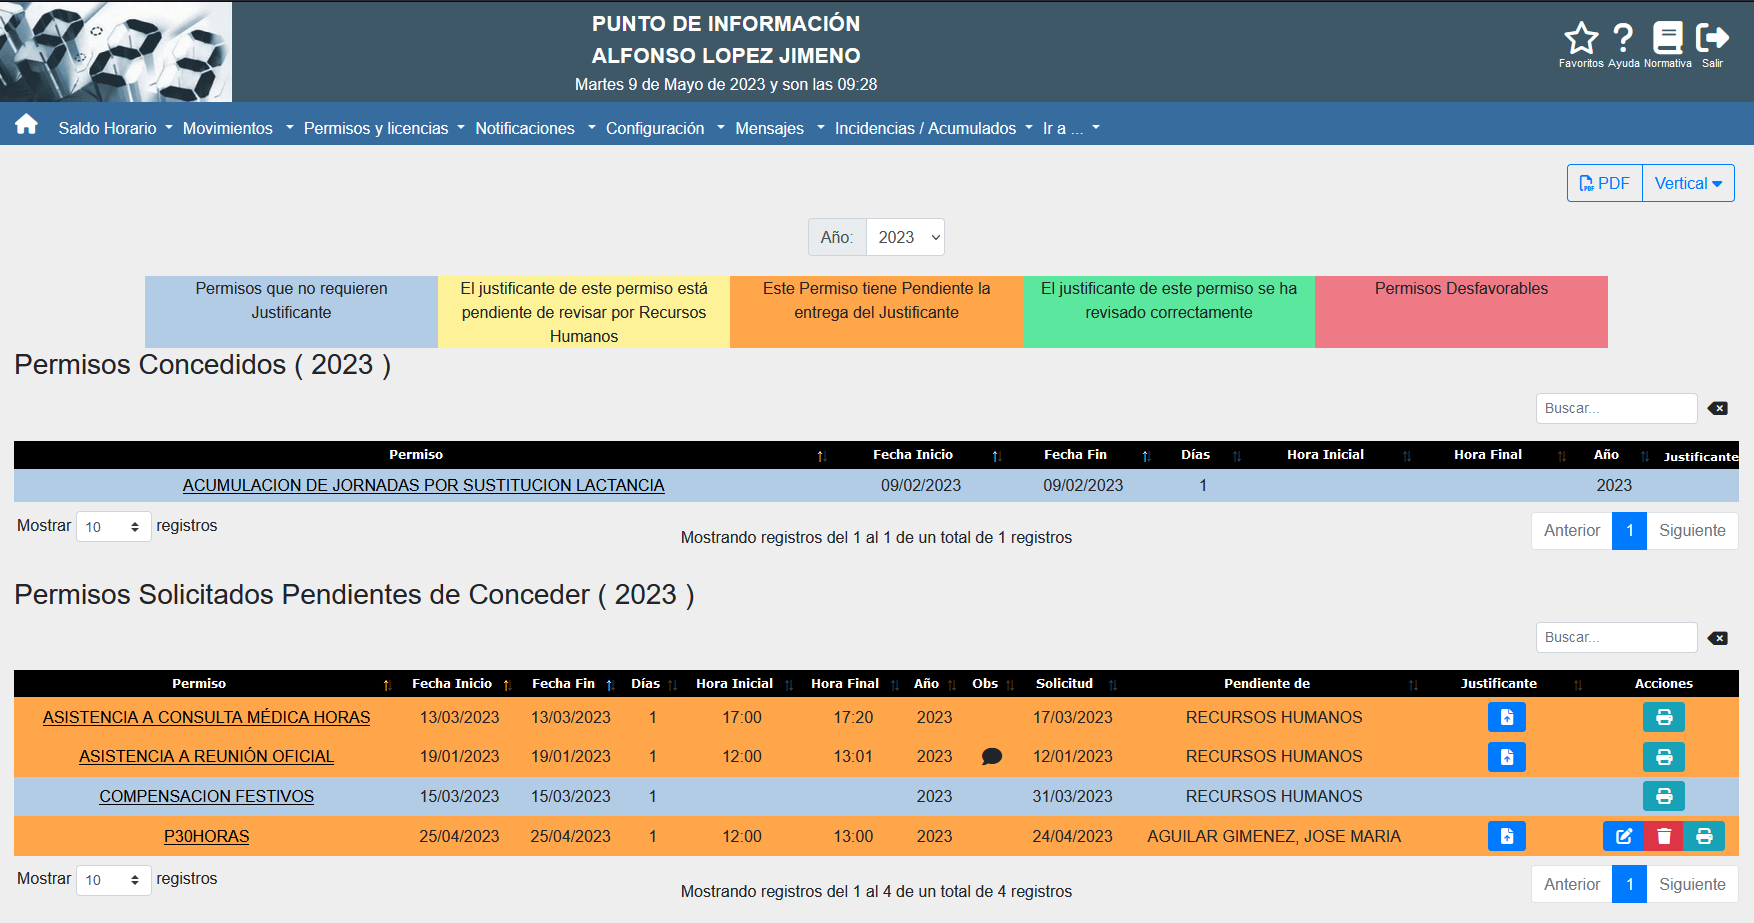 PUNTO DE INFORMACIÓN
ALFONSO LOPEZ JIMENO
Martes 9 de Mayo de 2023 y son las 09:28
Favoritos Ayuda Normativa Salir
Saldo Horario Movimientos Permisos y licencias Notificaciones Configuración Mensajes Incidencias / Acumulados Ir a ...
PDF Vertical
Año: 2023
Permisos que no requieren
Justificante
El justificante de este permiso está
pendiente de revisar por Recursos
Humanos
Este Permiso tiene Pendiente la
entrega del Justificante
El justificante de este permiso se ha
revisado correctamente
Permisos Desfavorables
Permisos Concedidos ( 2023 )
Buscar...
Permiso Fecha Inicio Fecha Fin Días Hora Inicial Hora Final Año Justificante
ACUMULACION DE JORNADAS POR SUSTITUCION LACTANCIA 09/02/2023 09/02/2023 1 2023
Mostrar 10 registros
Mostrando registros del 1 al 1 de un total de 1 registros
Anterior 1 Siguiente
Permisos Solicitados Pendientes de Conceder ( 2023 )
Buscar...
Permiso Fecha Inicio Fecha Fin Días Hora Inicial Hora Final Año Obs Solicitud Pendiente de Justificante Acciones
ASISTENCIA A CONSULTA MÉDICA HORAS 13/03/2023 13/03/2023 1 17:00 17:20 2023 17/03/2023 RECURSOS HUMANOS
ASISTENCIA A REUNIÓN OFICIAL 19/01/2023 19/01/2023 1 12:00 13:01 2023 12/01/2023 RECURSOS HUMANOS
COMPENSACION FESTIVOS 15/03/2023 15/03/2023 1 2023 31/03/2023 RECURSOS HUMANOS
P30HORAS 25/04/2023 25/04/2023 1 12:00 13:00 2023 24/04/2023 AGUILAR GIMENEZ, JOSE MARIA
Mostrar 10 registros
Mostrando registros del 1 al 4 de un total de 4 registros
Anterior 1 Siguiente